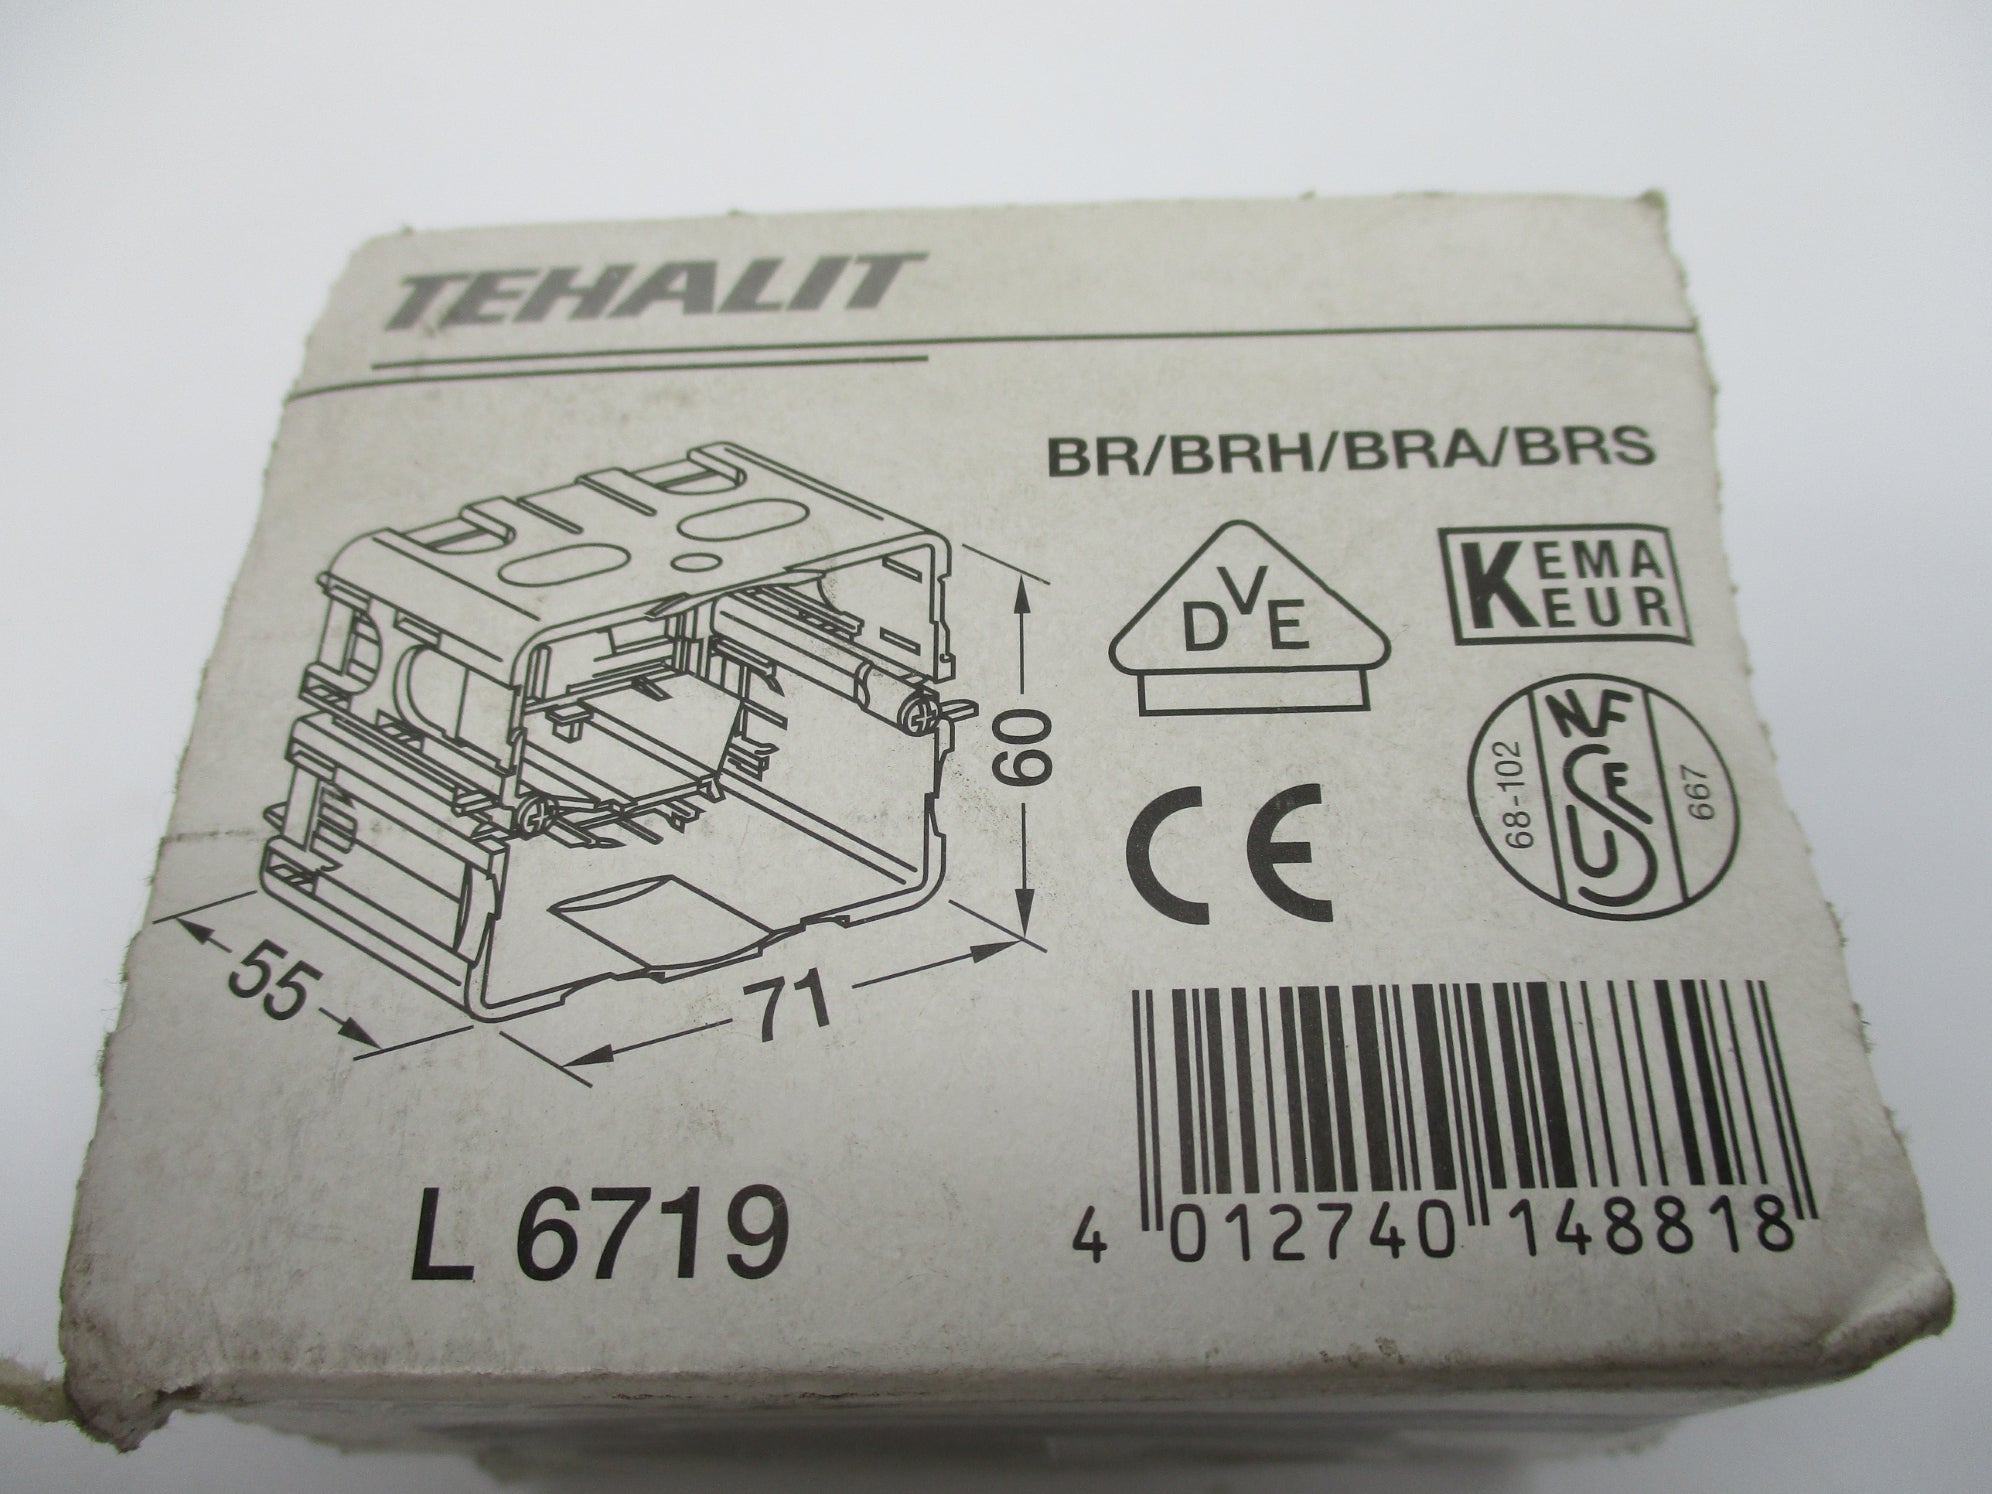 TEHALIT
BR/BRH/BRA/BRS
DVE
KEMA
KEUR
NF
USE
68-102
667
CE
60
55
71
L 6719
4 012740 148818